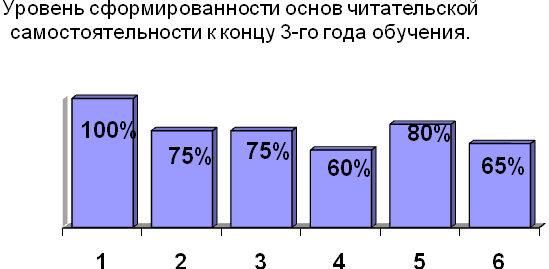 Уровень сформированности основ читательской
самостоятельности к концу 3-го года обучения.
100% 75% 75% 60% 80% 65%
1 2 3 4 5 6